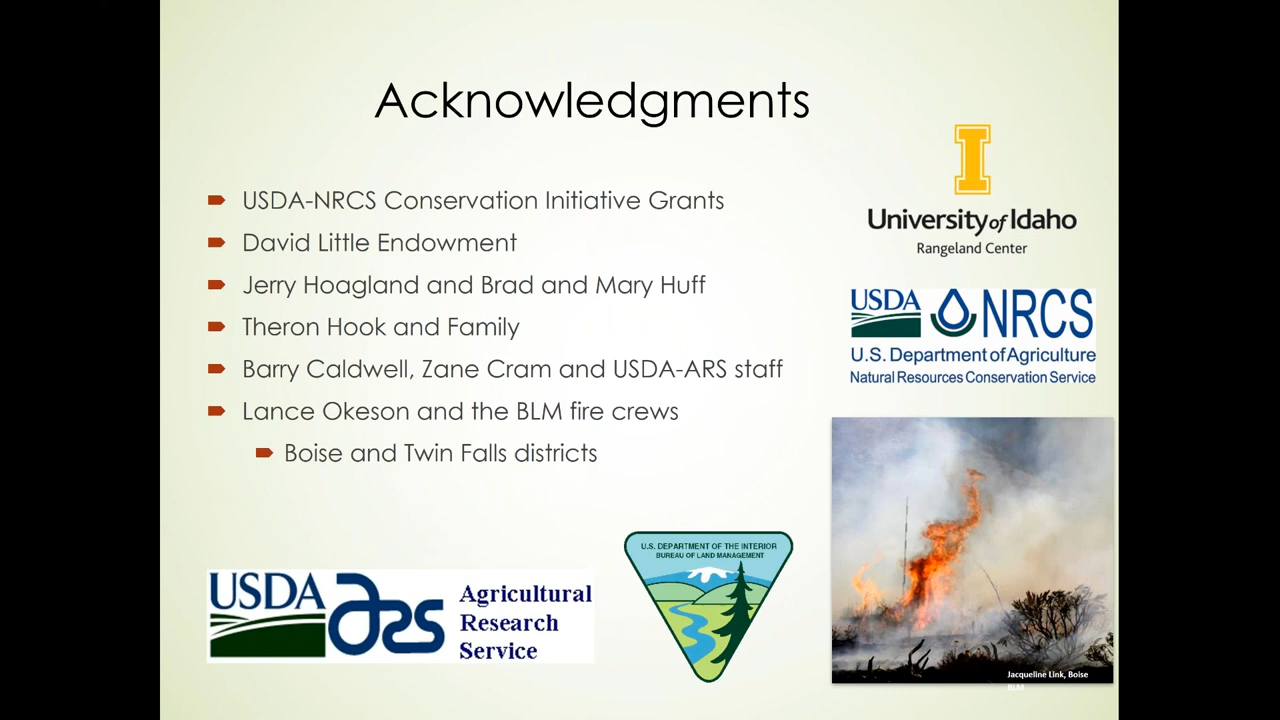 Acknowledgments
USDA-NRCS Conservation Initiative Grants
David Little Endowment
Jerry Hoagland and Brad and Mary Huff
Theron Hook and Family
Barry Caldwell, Zane Cram and USDA-ARS staff
Lance Okeson and the BLM fire crews
Boise and Twin Falls districts
I
University of Idaho
Rangeland Center
USDA NRCS
U.S. Department of Agriculture
Natural Resources Conservation Service
USDA ARS
Agricultural
Research
Service
U.S. DEPARTMENT OF THE INTERIOR
BUREAU OF LAND MANAGEMENT
Jacqueline Link, Boise
BLM